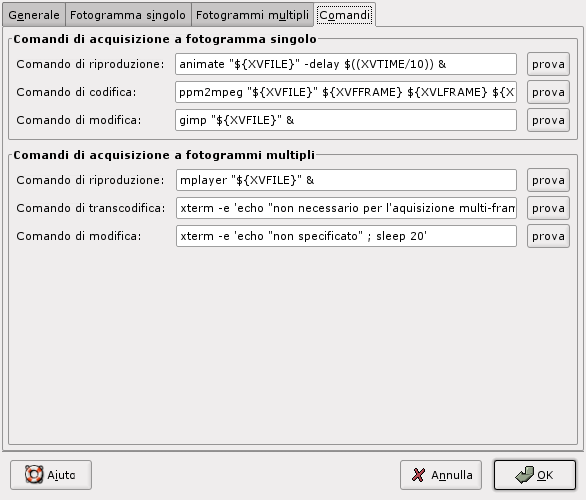 Generale Fotogramma singolo Fotogrammi multipli Comandi
Comandi di acquisizione a fotogramma singolo
Comando di riproduzione: animate "${XVFILE}" -delay $((XVTIME/10)) & prova
Comando di codifica: ppm2mpeg "${XVFILE}" ${XVFFRAME} ${XVLFRAME} ${X prova
Comando di modifica: gimp "${XVFILE}" & prova
Comandi di acquisizione a fotogrammi multipli
Comando di riproduzione: mplayer "${XVFILE}" & prova
Comando di transcodifica: xterm -e 'echo "non necessario per l'aquisizione multi-fram prova
Comando di modifica: xterm -e 'echo "non specificato" ; sleep 20' prova
Aiuto Annulla OK